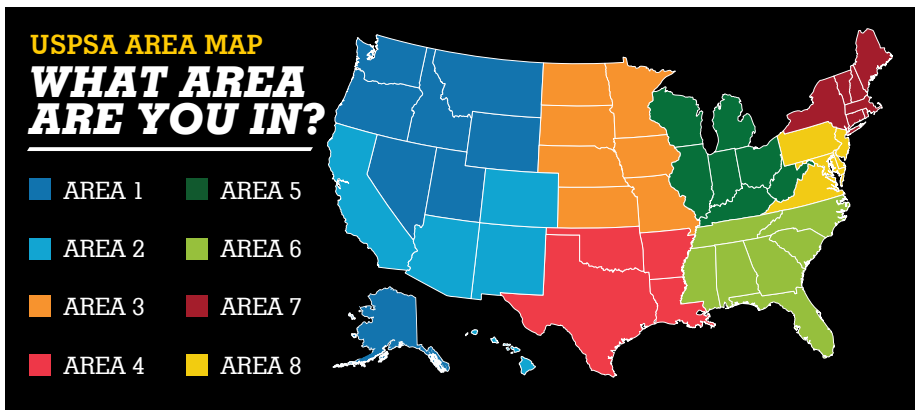 USPSA AREA MAP
WHAT AREA
ARE YOU IN?
AREA 1
AREA 2
AREA 3
AREA 4
AREA 5
AREA 6
AREA 7
AREA 8